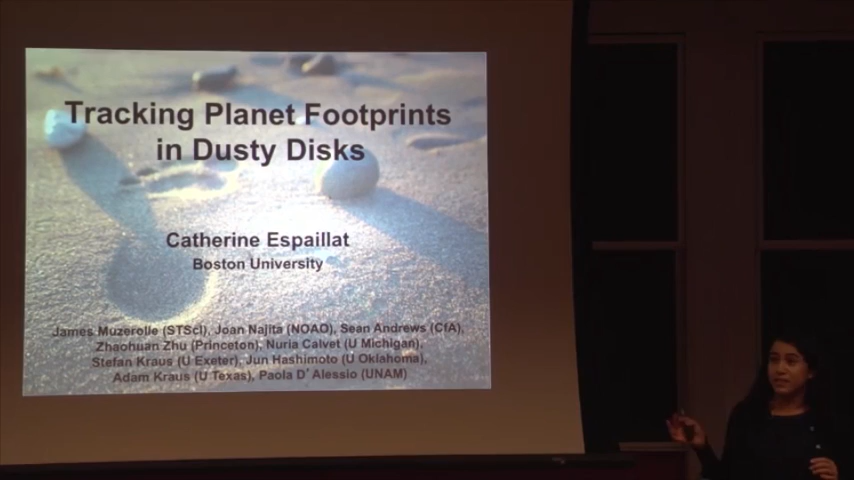 Tracking Planet Footprints
in Dusty Disks
Catherine Espaillat
Boston University
James Muzerolle (STScI), Joan Najita (NOAO), Sean Andrews (CfA),
Zhaohuan Zhu (Princeton), Nuria Calvet (U Michigan),
Stefan Kraus (U Exeter), Jun Hashimoto (U Oklahoma),
Adam Kraus (U Texas), Paola D'Alessio (UNAM)